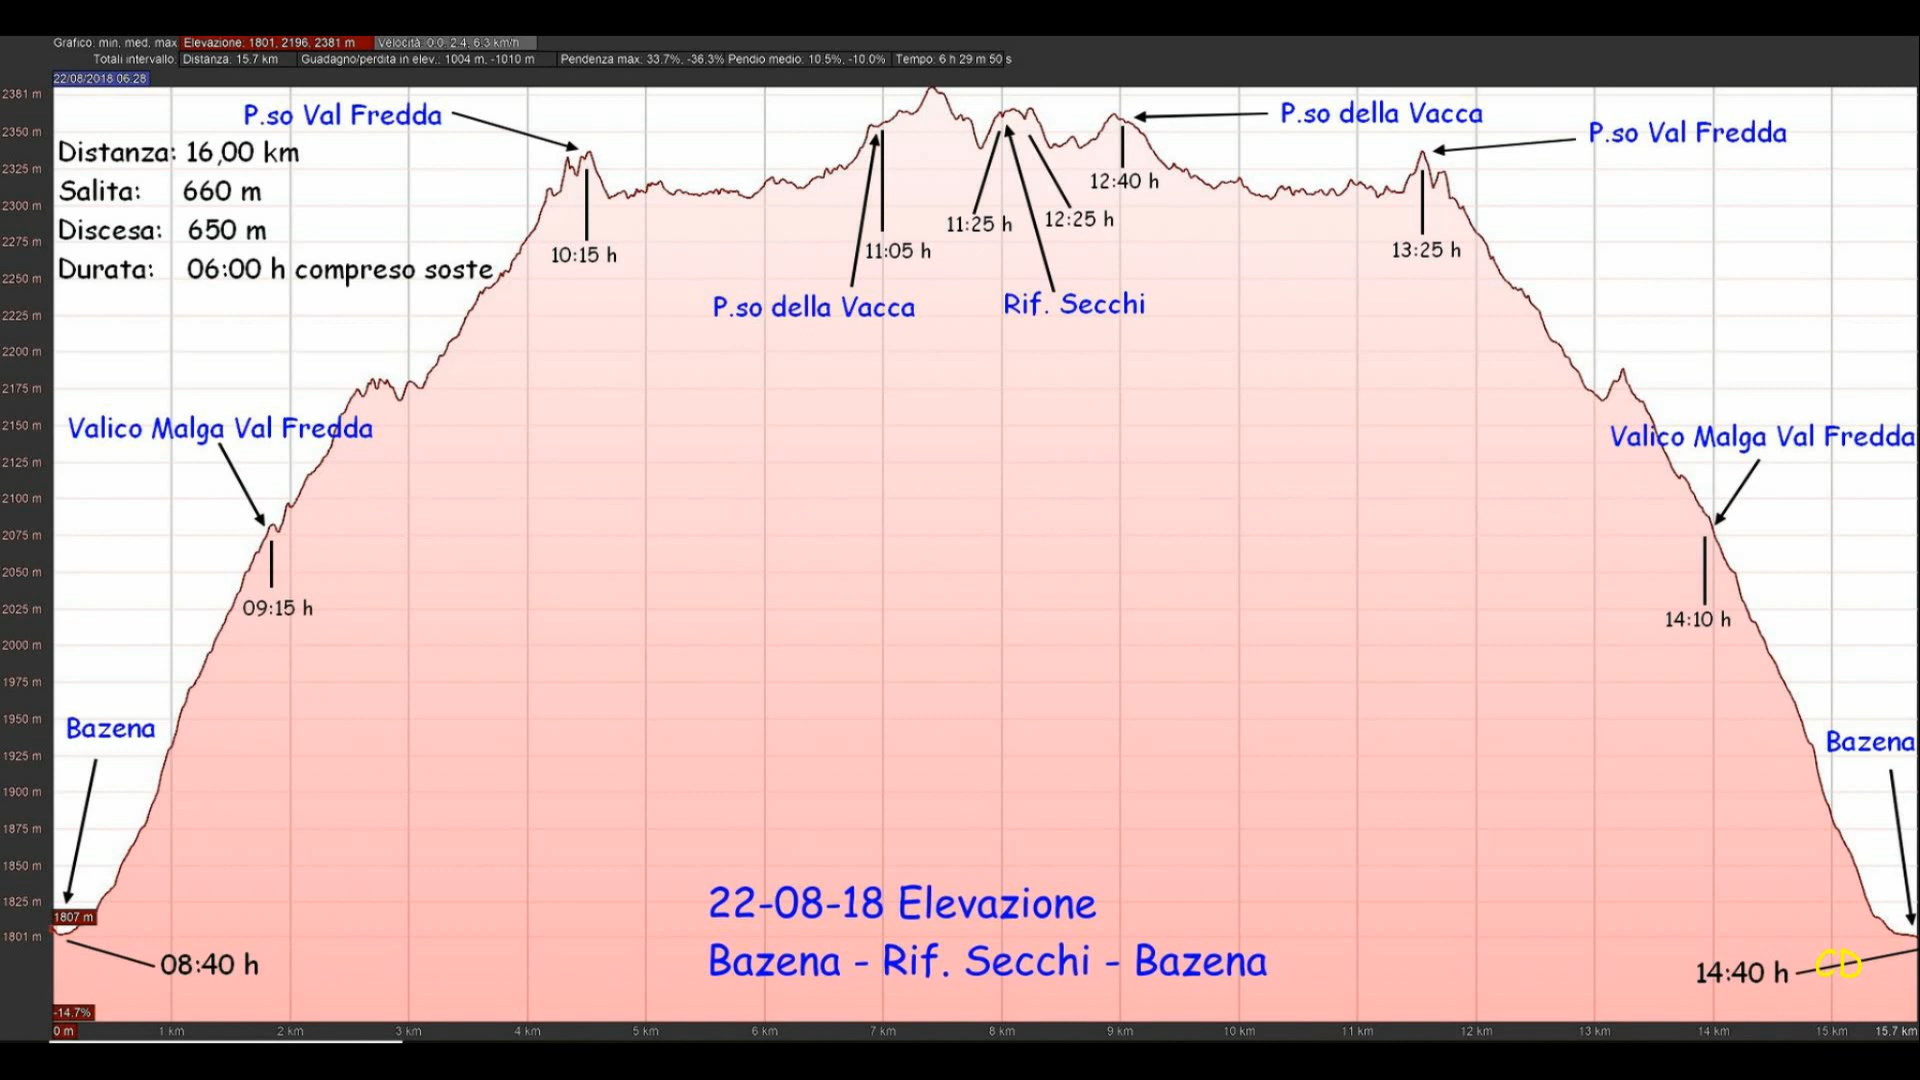 Grafico: min, med, max Elevazione: 1801, 2196, 2381 m Velocità: 0.0, 2.4, 6.3 km/h
Totali intervallo: Distanza: 15.7 km Guadagno/perdita in elev.: 1004 m, -1010 m Pendenza max: 33.7%, -36.3% Pendio medio: 10.5%, -10.0% Tempo: 6 h 29 m 50 s
22/08/2018 06.28
2381 m
2350 m
2325 m
2300 m
2275 m
2250 m
2225 m
2200 m
2175 m
2150 m
2125 m
2100 m
2075 m
2050 m
2025 m
2000 m
1975 m
1950 m
1925 m
1900 m
1875 m
1850 m
1825 m
1807 m
1801 m
P.so Val Fredda
P.so della Vacca
P.so Val Fredda
Distanza: 16,00 km
Salita: 660 m
Discesa: 650 m
Durata: 06:00 h compreso soste
10:15 h
11:05 h
11:25 h
12:25 h
12:40 h
13:25 h
P.so della Vacca
Rif. Secchi
Valico Malga Val Fredda
Valico Malga Val Fredda
09:15 h
14:10 h
Bazena
Bazena
22-08-18 Elevazione
Bazena - Rif. Secchi - Bazena
08:40 h
14:40 h
CD
-14.7%
0 m 1 km 2 km 3 km 4 km 5 km 6 km 7 km 8 km 9 km 10 km 11 km 12 km 13 km 14 km 15 km 15.7 km